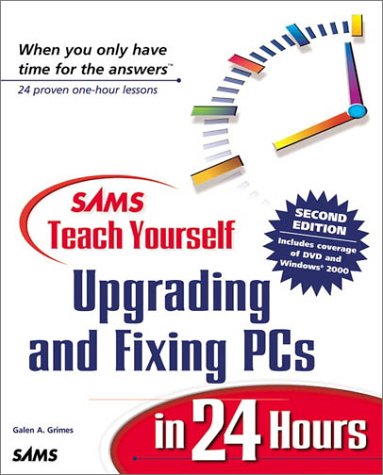 When you only have
time for the answers™
24 proven one-hour lessons
SAMS
Teach Yourself
SECOND
EDITION
Includes coverage
of DVD and
Windows® 2000
Upgrading
and Fixing PCs
Galen A. Grimes
in 24 Hours
SAMS